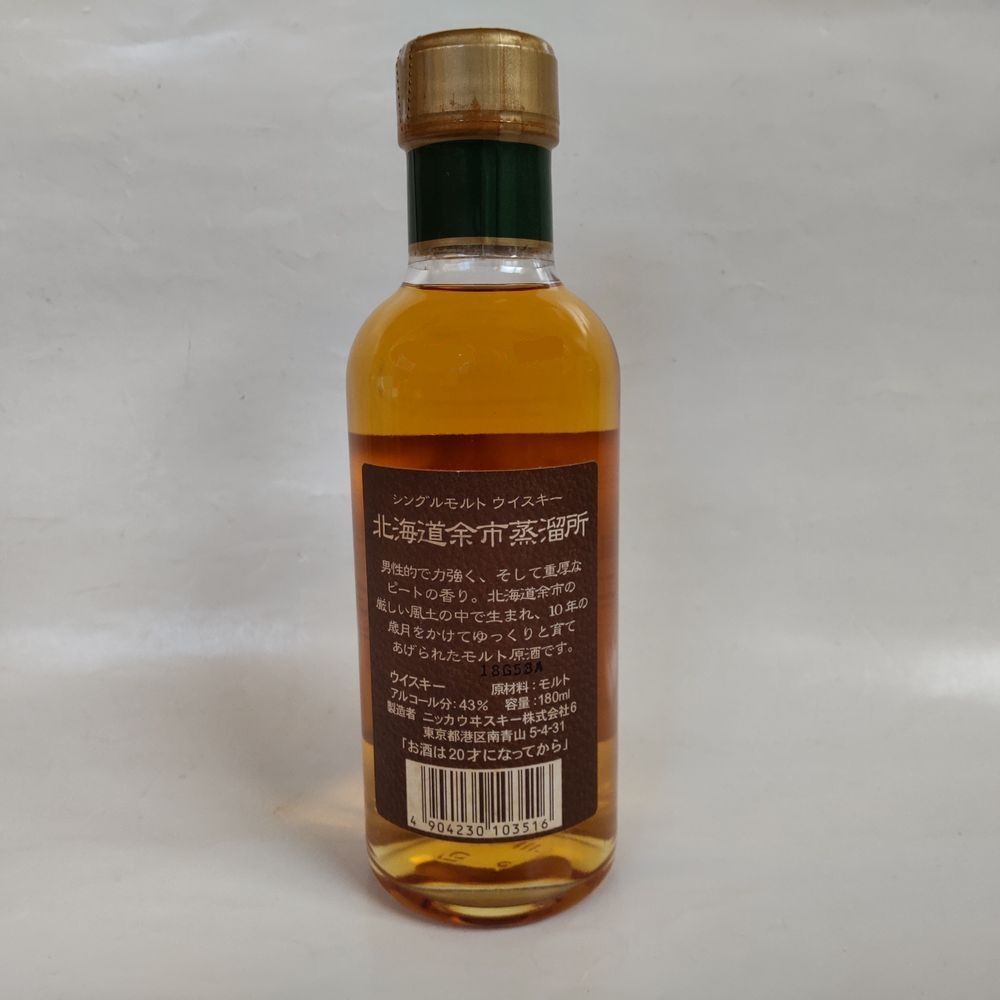 シングルモルト ウイスキー
北海道余市蒸溜所
男性的で力強く、そして重厚な
ピートの香り。北海道余市の
厳しい風土の中で生まれ、10年の
歳月をかけてゆっくりと育て
あげられたモルト原酒です。
18G58A
ウイスキー 原材料：モルト
アルコール分：43% 容量：180ml
製造者 ニッカウヰスキー株式会社6
東京都港区南青山 5-4-31
「お酒は20才になってから」
4 904230 103516